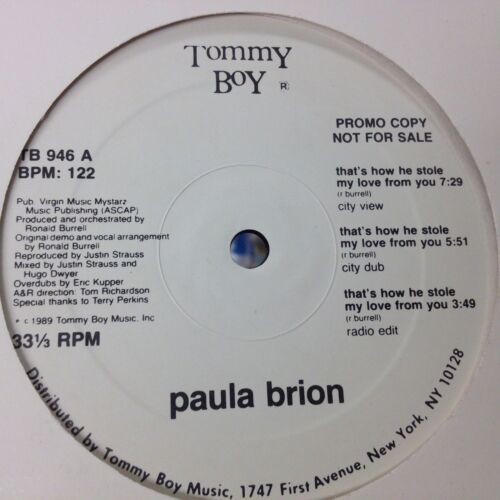 Tommy
Boy ®
PROMO COPY
NOT FOR SALE
TB 946 A
BPM: 122
Pub. Virgin Music Mystarz
Music Publishing (ASCAP)
Produced and orchestrated by
Ronald Burrell
Original demo and vocal arrangement
by Ronald Burrell
Reproduced by Justin Strauss
Mixed by Justin Strauss and
Hugo Dwyer
Overdubs by Eric Kupper
A&R direction: Tom Richardson
Special thanks to Terry Perkins
• c 1989 Tommy Boy Music. Inc
33⅓ RPM
that's how he stole
my love from you 7:29
(r burrell)
city view
that's how he stole
my love from you 5:51
(r burrell)
city dub
that's how he stole
my love from you 3:49
(r burrell)
radio edit
paula brion
Distributed by Tommy Boy Music, 1747 First Avenue, New York, NY 10128